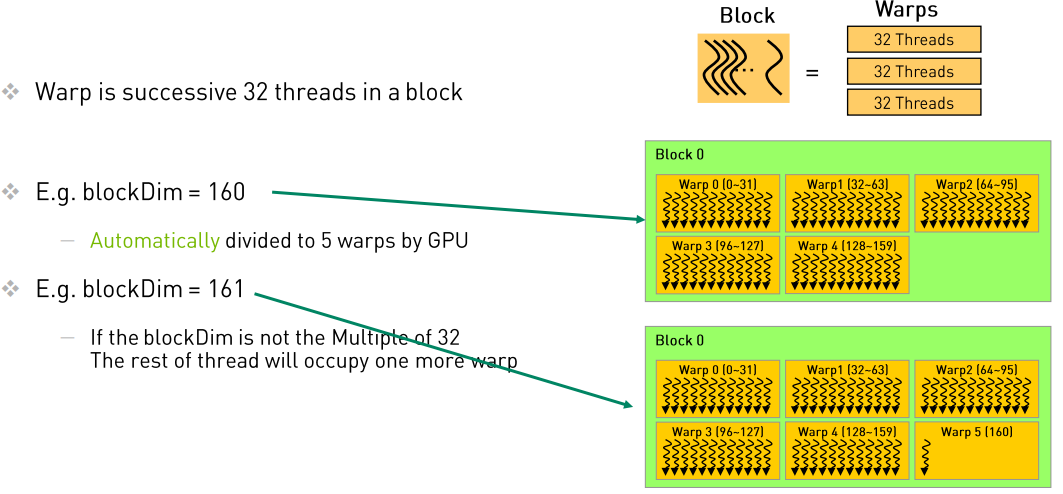 Block
Warps
32 Threads
...
=
32 Threads
32 Threads
Warp is successive 32 threads in a block
E.g. blockDim = 160
Automatically divided to 5 warps by GPU
E.g. blockDim = 161
If the blockDim is not the Multiple of 32
The rest of thread will occupy one more warp
Block 0
Warp 0 (0~31)
Warp1 (32~63)
Warp2 (64~95)
Warp 3 (96~127)
Warp 4 (128~159)
Block 0
Warp 0 (0~31)
Warp1 (32~63)
Warp2 (64~95)
Warp 3 (96~127)
Warp 4 (128~159)
Warp 5 (160)